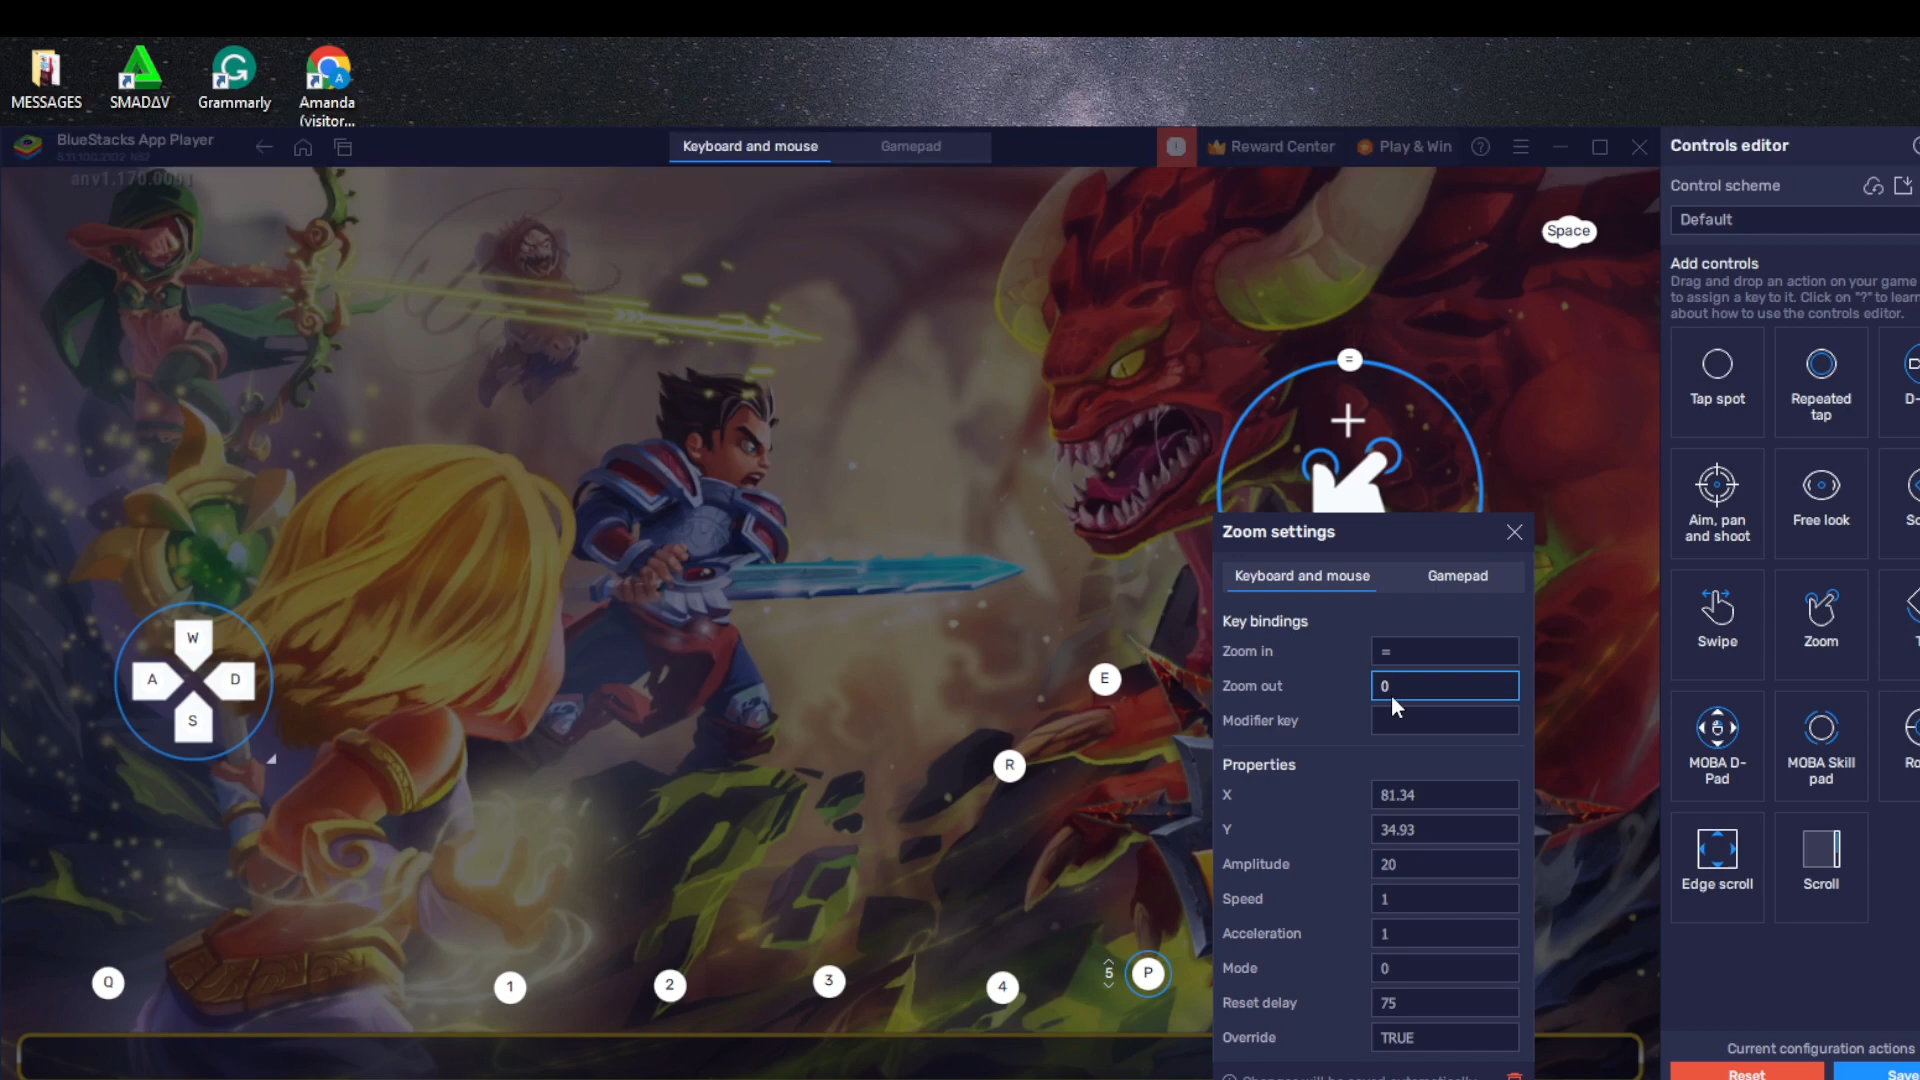 MESSAGES
SMADΔV
Grammarly
Amanda
(visitor...
BlueStacks App Player
Keyboard and mouse
Gamepad
Reward Center
Play & Win
Controls editor
Control scheme
Default
Add controls
Drag and drop an action on your game
to assign a key to it. Click on "?" to learn
about how to use the controls editor.
Tap spot
Repeated
tap
D-
Aim, pan
and shoot
Free look
Sc
Swipe
Zoom
T
MOBA D-
Pad
MOBA Skill
pad
Ro
Edge scroll
Scroll
Current configuration actions
Reset
Save
Space
=
W
A
D
S
E
R
Q
1
2
3
4
5
P
Zoom settings
Keyboard and mouse
Gamepad
Key bindings
Zoom in
=
Zoom out
0
Modifier key
Properties
X
81.34
Y
34.93
Amplitude
20
Speed
1
Acceleration
1
Mode
0
Reset delay
75
Override
TRUE